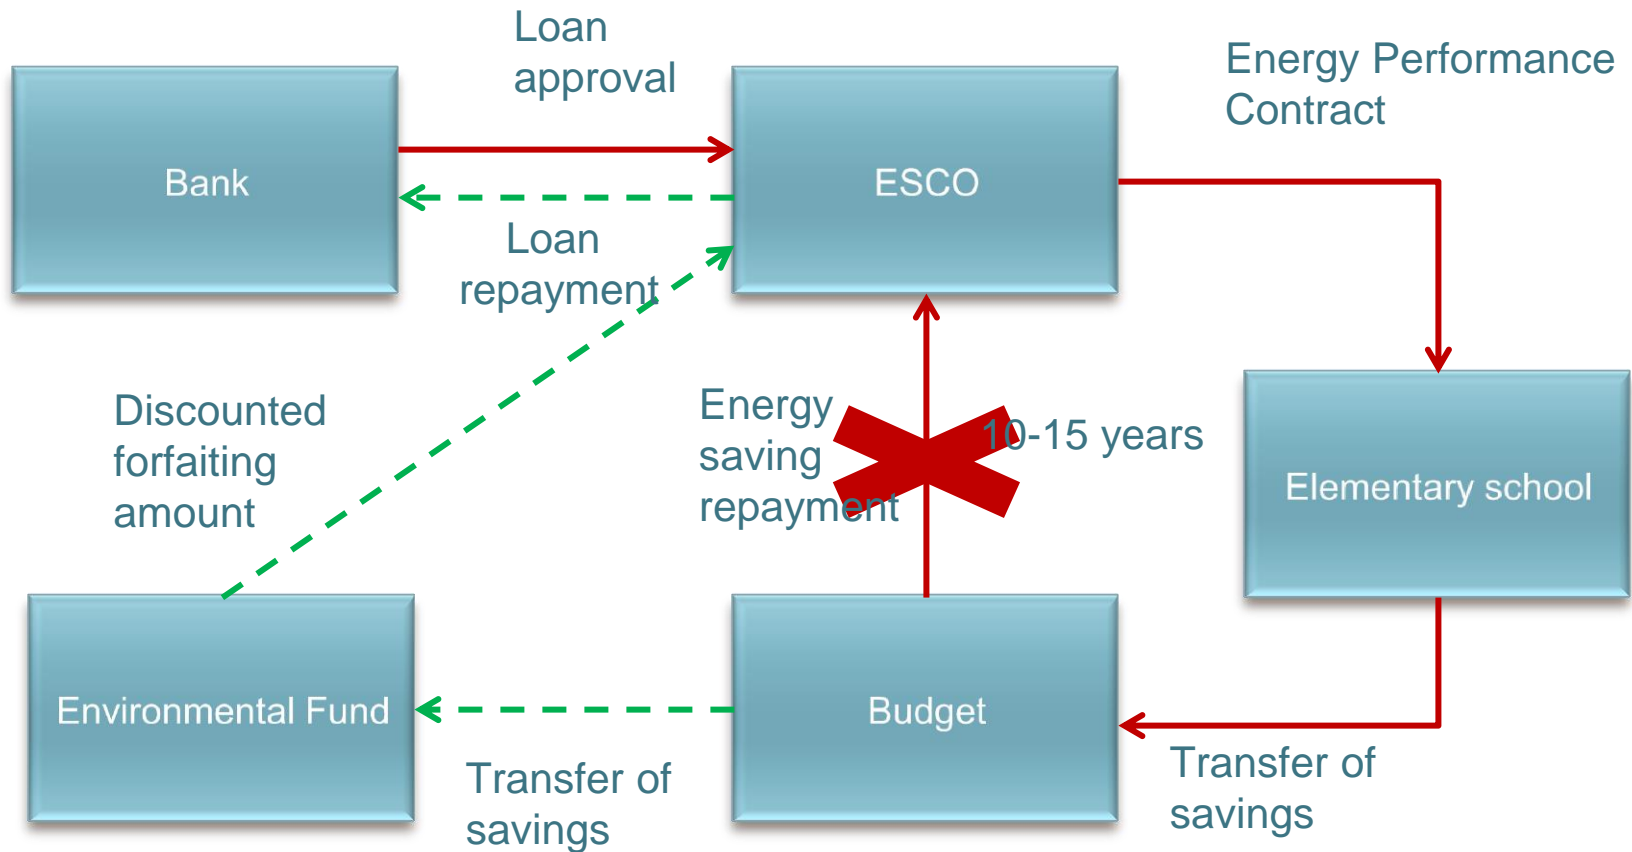 Loan
approval
Energy Performance
Contract
Bank
ESCO
Loan
repayment
Discounted
forfaiting
amount
Energy
saving
repayment
10-15 years
Elementary school
Environmental Fund
Budget
Transfer of
savings
Transfer of
savings